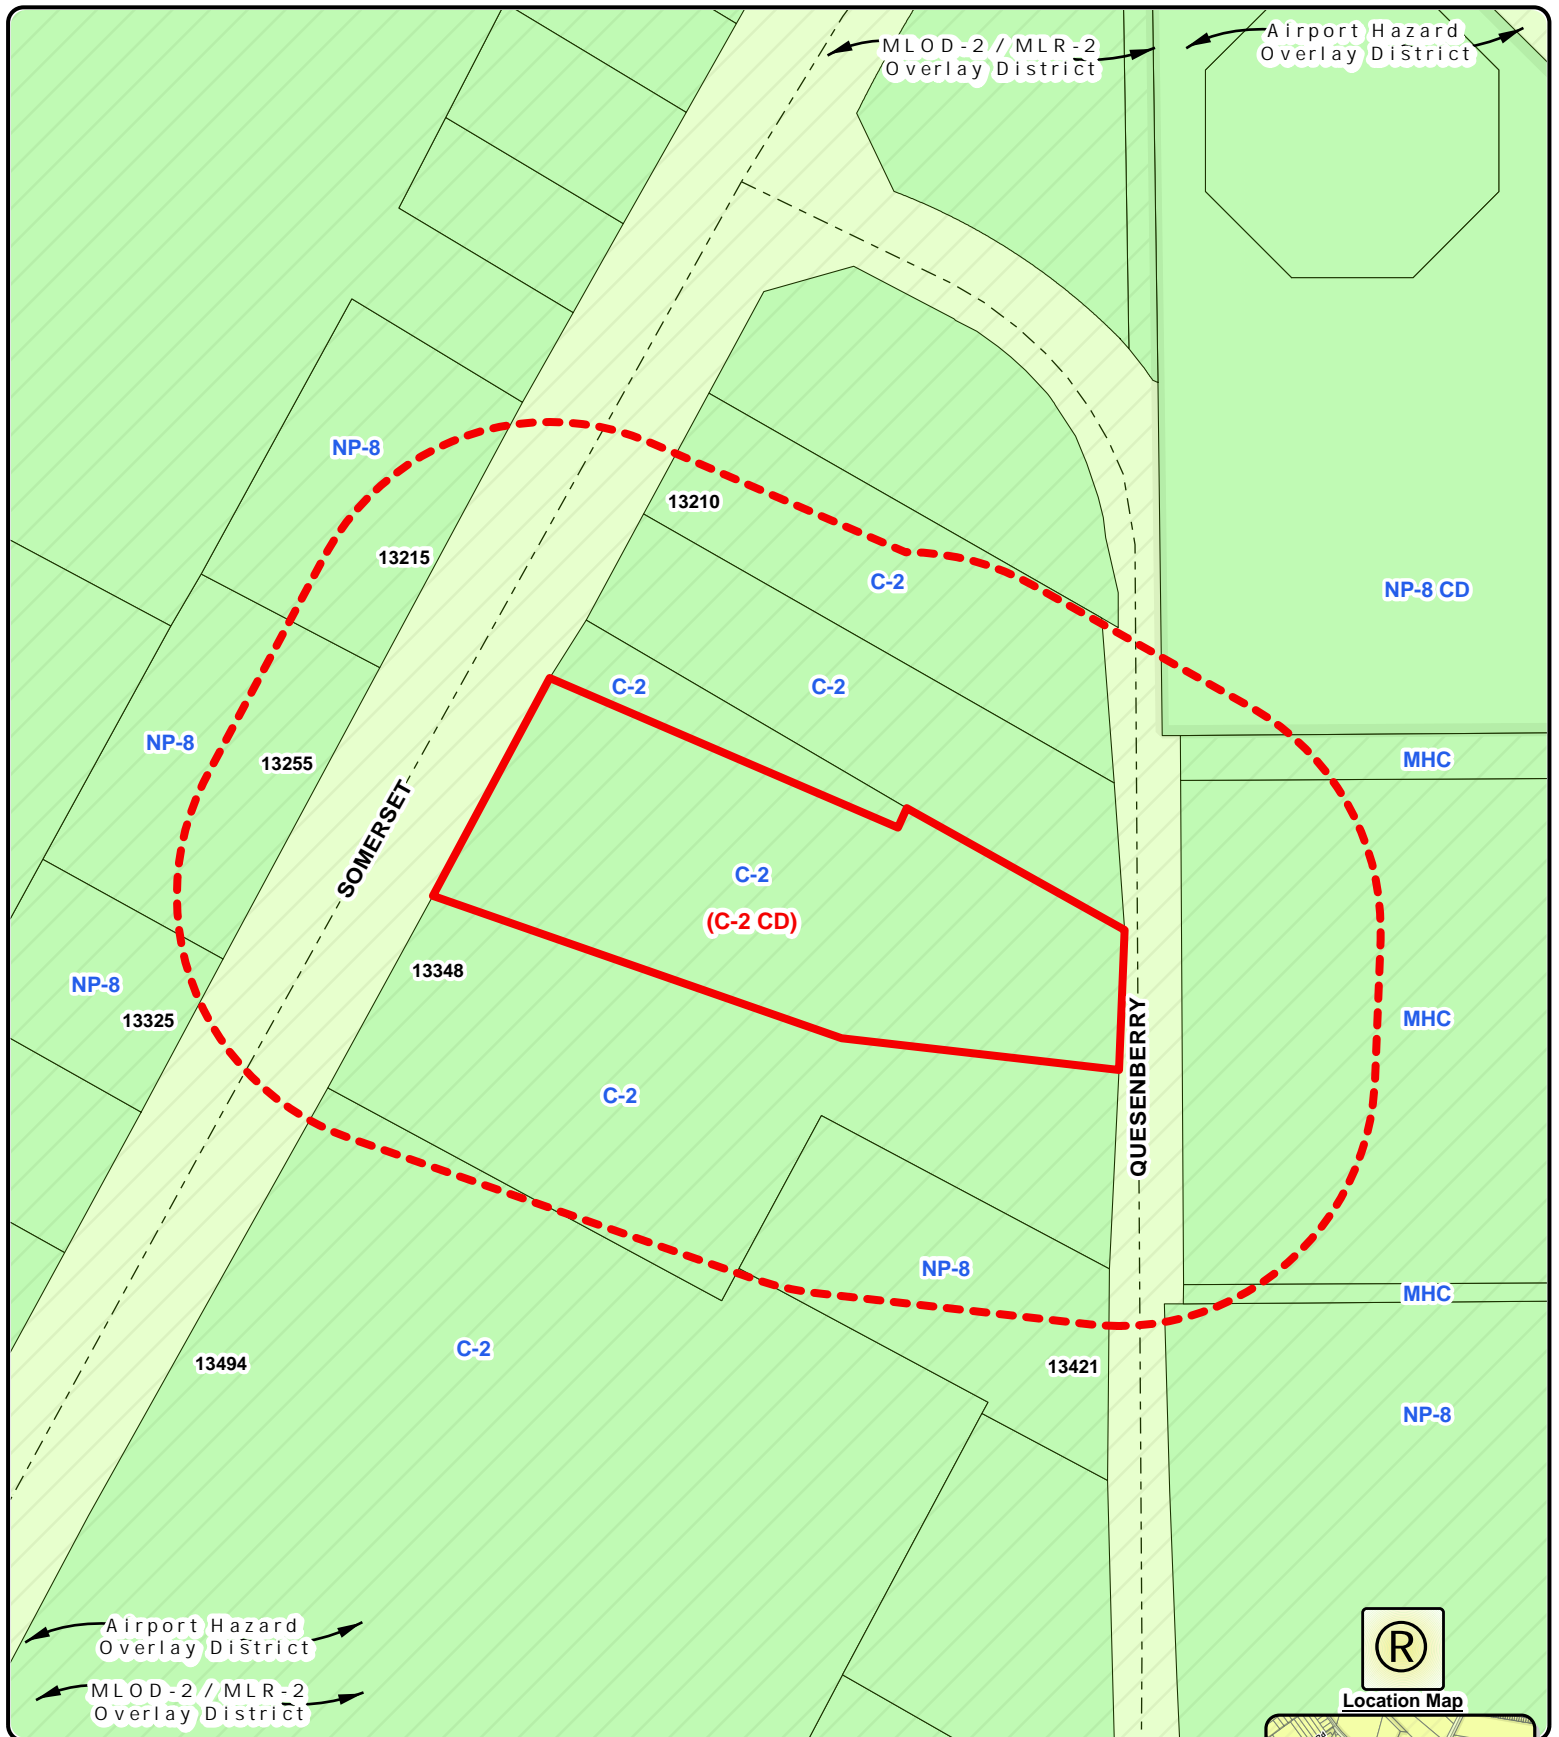 MLOD-2 / MLR-2
Overlay District
Airport Hazard
Overlay District
NP-8
13210
13215
C-2
NP-8 CD
C-2
C-2
NP-8
13255
MHC
SOMERSET
C-2
(C-2 CD)
13348
NP-8
13325
MHC
QUESENBERRY
C-2
NP-8
MHC
C-2
13494
13421
NP-8
Airport Hazard
Overlay District
MLOD-2 / MLR-2
Overlay District
®
Location Map